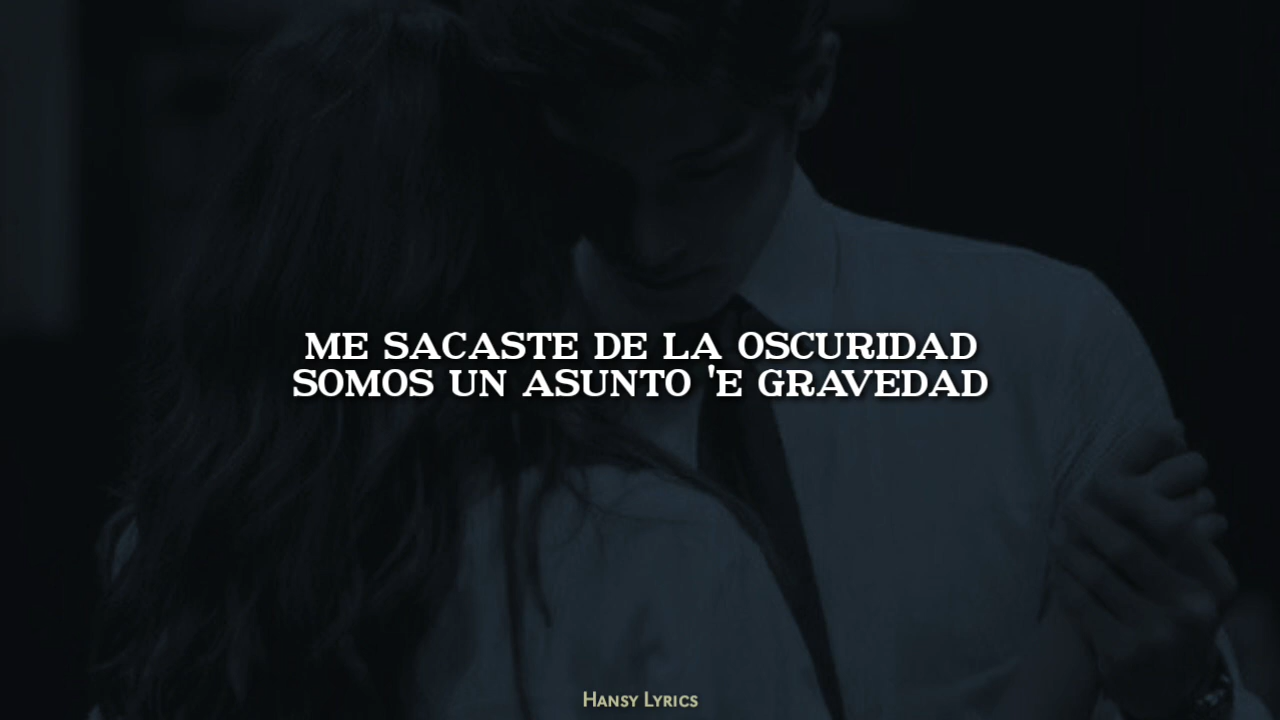 ME SACASTE DE LA OSCURIDAD
SOMOS UN ASUNTO 'E GRAVEDAD
HANSY LYRICS